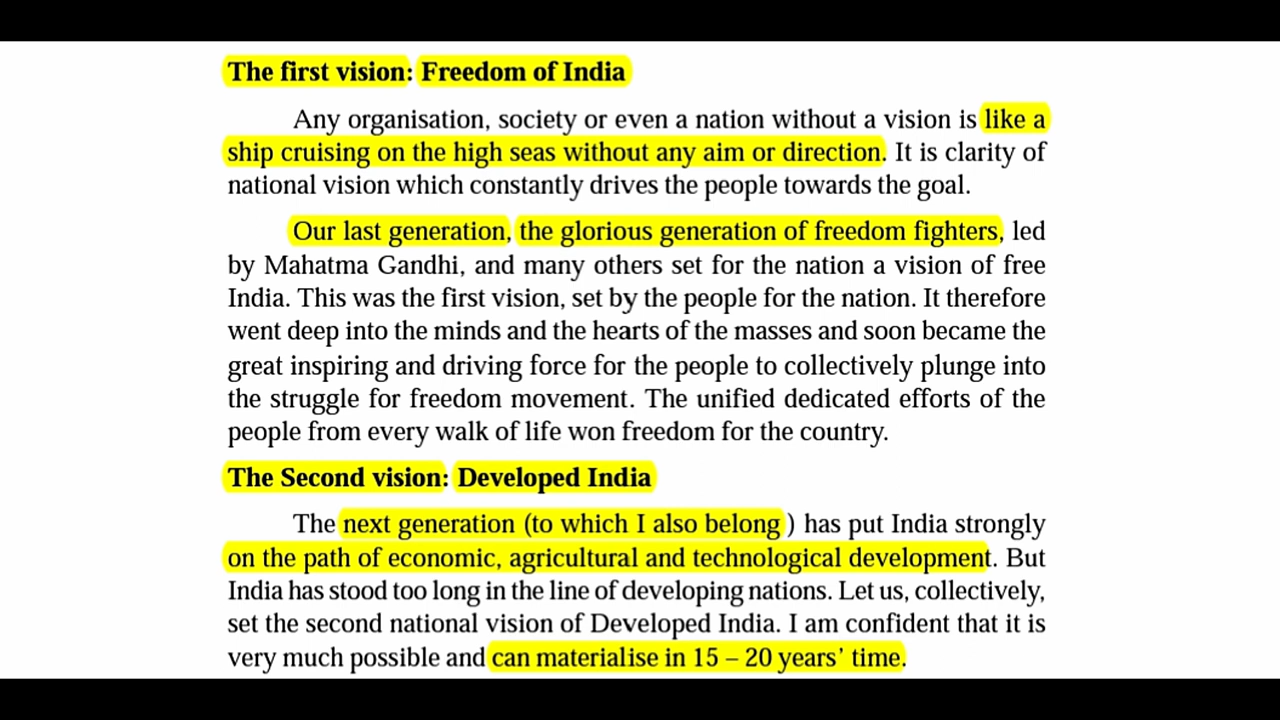 The first vision: Freedom of India
Any organisation, society or even a nation without a vision is like a
ship cruising on the high seas without any aim or direction. It is clarity of
national vision which constantly drives the people towards the goal.
Our last generation, the glorious generation of freedom fighters, led
by Mahatma Gandhi, and many others set for the nation a vision of free
India. This was the first vision, set by the people for the nation. It therefore
went deep into the minds and the hearts of the masses and soon became the
great inspiring and driving force for the people to collectively plunge into
the struggle for freedom movement. The unified dedicated efforts of the
people from every walk of life won freedom for the country.
The Second vision: Developed India
The next generation (to which I also belong ) has put India strongly
on the path of economic, agricultural and technological development. But
India has stood too long in the line of developing nations. Let us, collectively,
set the second national vision of Developed India. I am confident that it is
very much possible and can materialise in 15 – 20 years’ time.